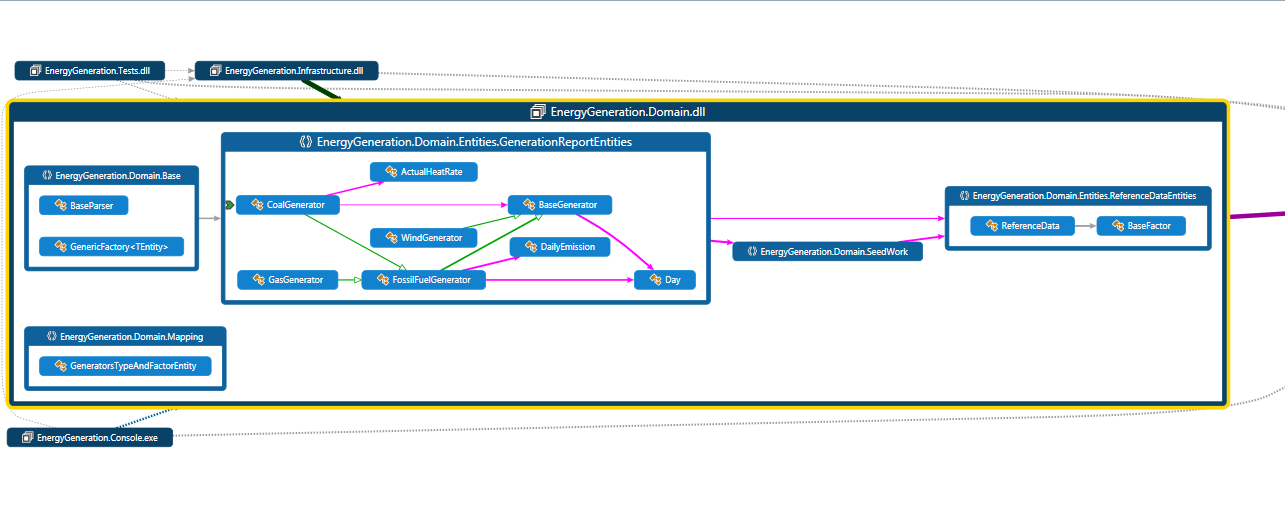 EnergyGeneration.Tests.dll
EnergyGeneration.Infrastructure.dll
EnergyGeneration.Domain.dll
EnergyGeneration.Domain.Entities.GenerationReportEntities
EnergyGeneration.Domain.Base
BaseParser
GenericFactory<TEntity>
ActualHeatRate
CoalGenerator
BaseGenerator
WindGenerator
DailyEmission
GasGenerator
FossilFuelGenerator
Day
EnergyGeneration.Domain.SeedWork
EnergyGeneration.Domain.Entities.ReferenceDataEntities
ReferenceData
BaseFactor
EnergyGeneration.Domain.Mapping
GeneratorsTypeAndFactorEntity
EnergyGeneration.Console.exe